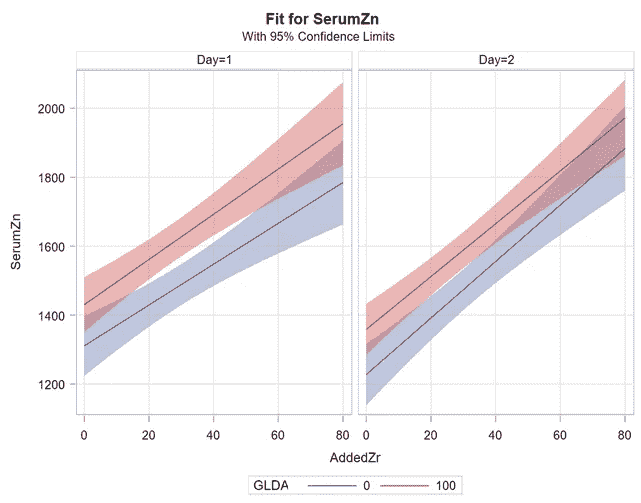 Fit for SerumZn
With 95% Confidence Limits
Day=1
Day=2
2000
1800
1600
1400
1200
SerumZn
0 20 40 60 80
0 20 40 60 80
AddedZr
GLDA 0 100